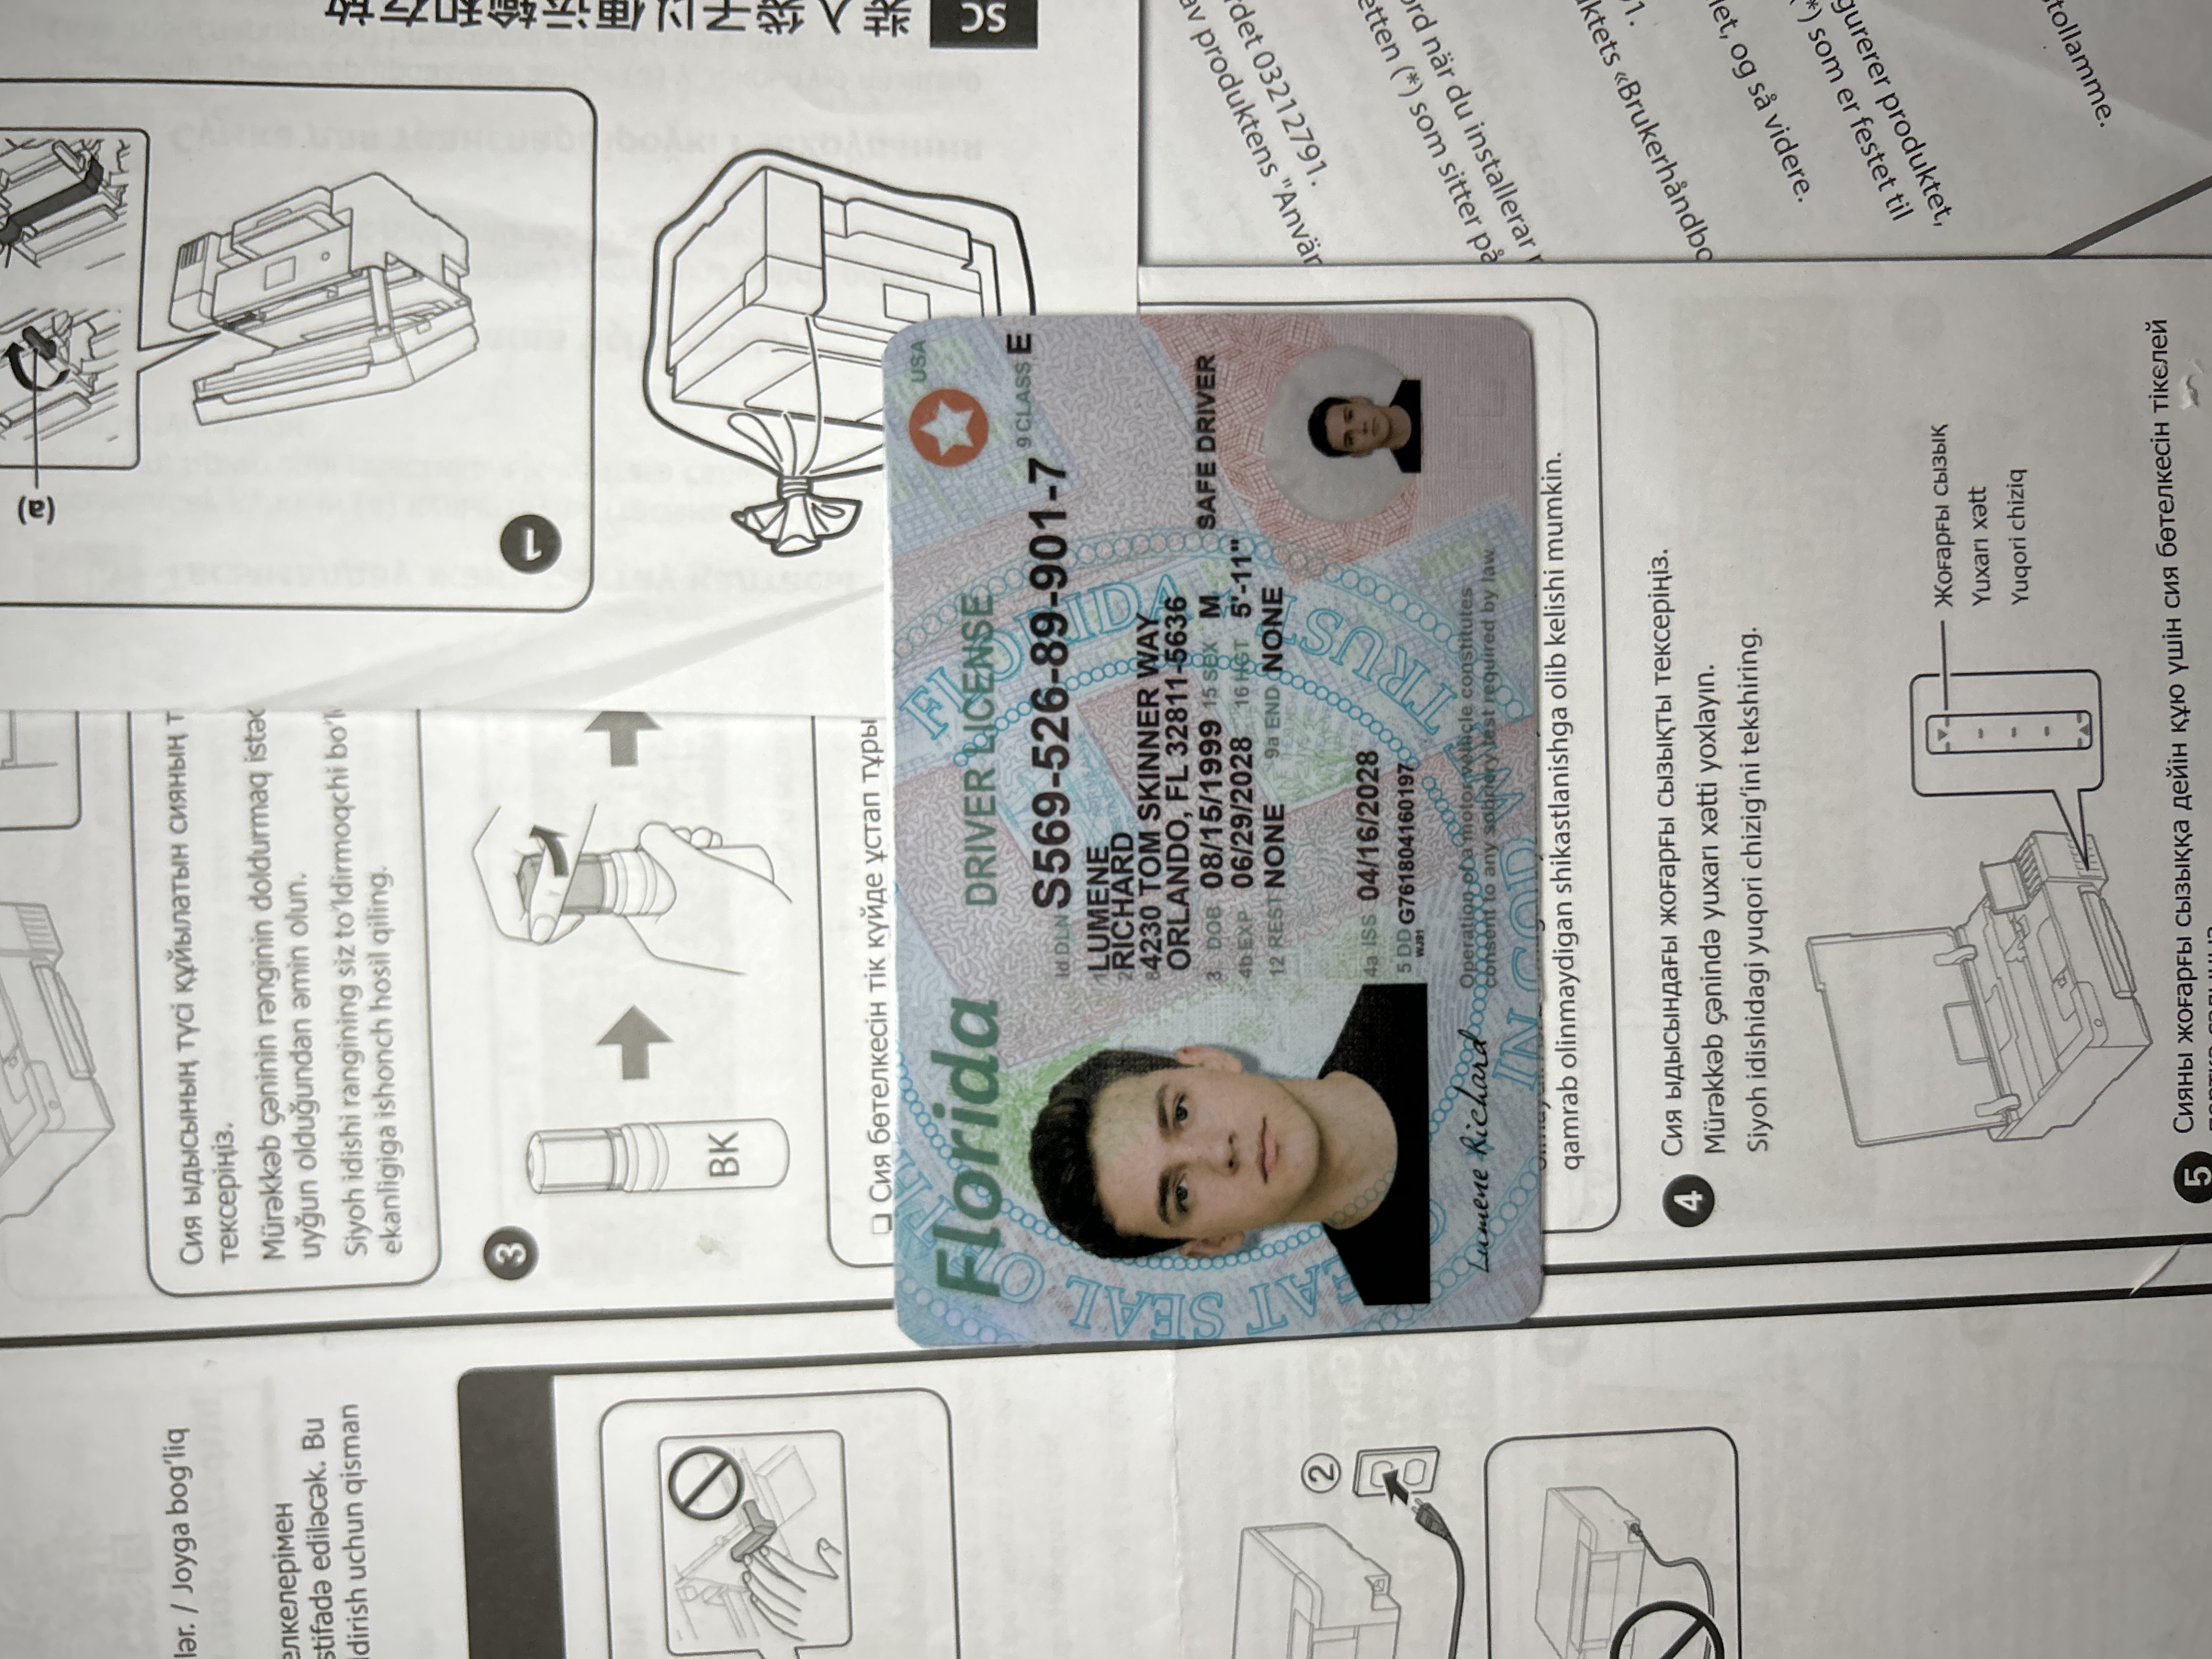 lər. / Joyga bog‘liq
елкелерімен
stifadə ediləcək. Bu
ldirish uchun qisman
Сия ыдысының түсі құйылатын сияның т
тексеріңіз.
Mürəkkəb çəninin rənginin doldurmaq istəd
uyğun olduğundan əmin olun.
Siyoh idishi rangining siz to‘ldirmoqchi bo‘l
ekanligiga ishonch hosil qiling.
3
BK
❏ Сия бөтелкесін тік күйде ұстап тұры
(a)
1
装入袋子以便运输和存放
SC
Florida
DRIVER LICENSE
USA
9 CLASS E
ld DLN S569-526-89-901-7
1 LUMENE
2 RICHARD
8 4230 TOM SKINNER WAY
ORLANDO, FL 32811-5636
3 DOB 08/15/1999 15 SEX M
SAFE DRIVER
4b EXP 06/29/2028 16 HGT 5'-11"
12 REST NONE 9a END NONE
4a ISS 04/16/2028
5 DD G761804160197
WJ91
Lumene Richard
Operation of a motor vehicle constitutes
consent to any sobriery test required by law
GREAT SEAL OF THE
FLORIDA
IN GOD WE TRUST
2
qamrab olinmaydigan shikastlanishga olib kelishi mumkin.
4
Сия ыдысындағы жоғарғы сызықты тексеріңіз.
Mürəkkəb çənində yuxarı xətti yoxlayın.
Siyoh idishidagi yuqori chizig‘ini tekshiring.
Жоғарғы сызық
Yuxarı xətt
Yuqori chiziq
5
Сияны жоғарғы сызыққа дейін құю үшін сия бөтелкесін тікелей
av produktens "Använ
rdet 03212791.
etten (*) som sitter på
ord när du installerar
uktets «Brukerhåndbo
let, og så videre.
*) som er festet til
gurerer produktet,
tollamme.